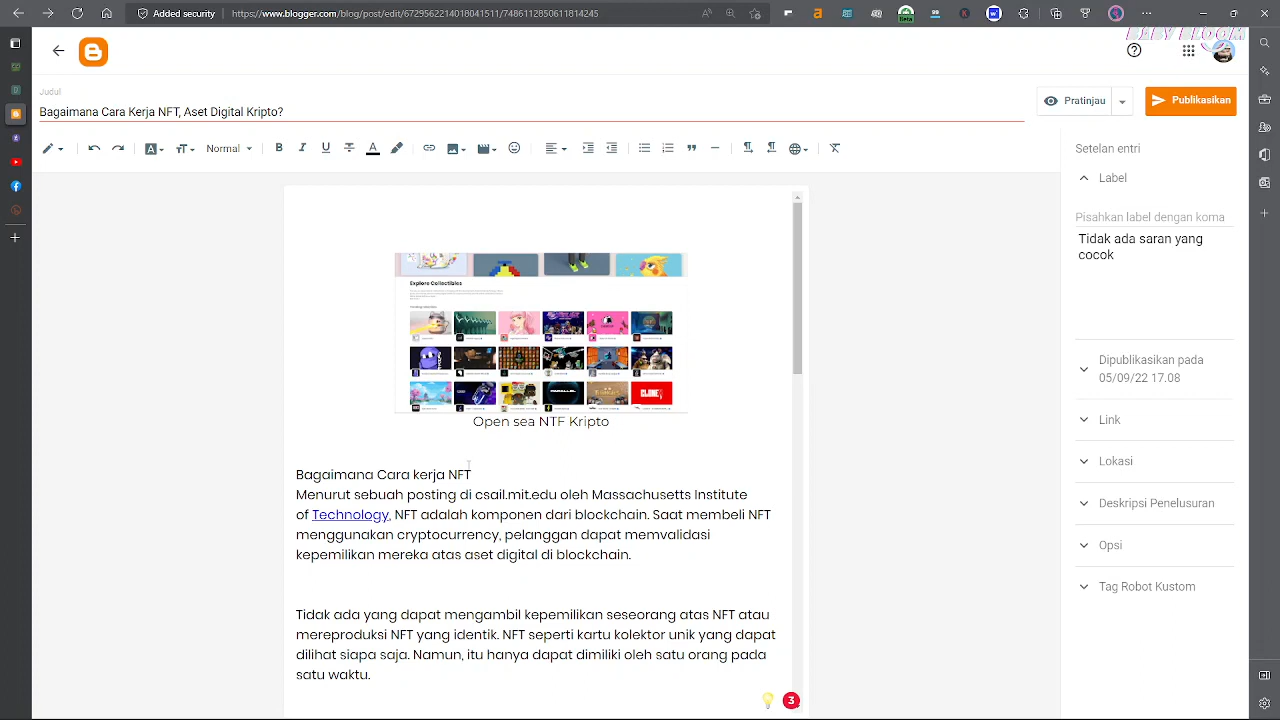 Added security
https://www.blogger.com/blog/post/edit/6729562214018041511/7486112850611814245
Beta
Judul
Bagaimana Cara Kerja NFT, Aset Digital Kripto?
Pratinjau
Publikasikan
Normal
Setelan entri
Label
Pisahkan label dengan koma
Tidak ada saran yang
cocok
Dipublikasikan pada
15/09/22 17.08
Link
Lokasi
Deskripsi Penelusuran
Opsi
Tag Robot Kustom
Explore Collectibles
CLONE
Open sea NTF Kripto
Bagaimana Cara kerja NFT
Menurut sebuah posting di csail.mit.edu oleh Massachusetts Institute
of Technology, NFT adalah komponen dari blockchain. Saat membeli NFT
menggunakan cryptocurrency, pelanggan dapat memvalidasi
kepemilikan mereka atas aset digital di blockchain.
Tidak ada yang dapat mengambil kepemilikan seseorang atas NFT atau
mereproduksi NFT yang identik. NFT seperti kartu kolektor unik yang dapat
dilihat siapa saja. Namun, itu hanya dapat dimiliki oleh satu orang pada
satu waktu.
3